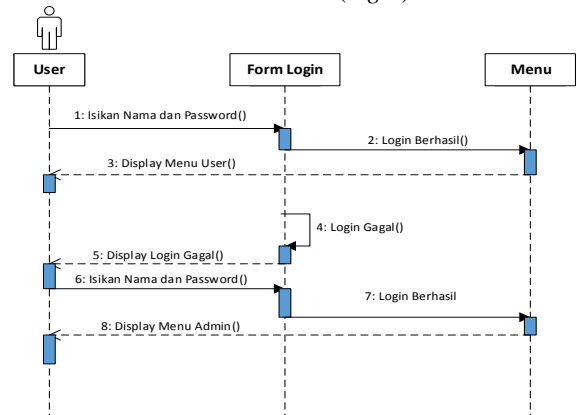 User
Form Login
Menu
1: Isikan Nama dan Password()
2: Login Berhasil()
3: Display Menu User()
4: Login Gagal()
5: Display Login Gagal()
6: Isikan Nama dan Password()
7: Login Berhasil
8: Display Menu Admin()